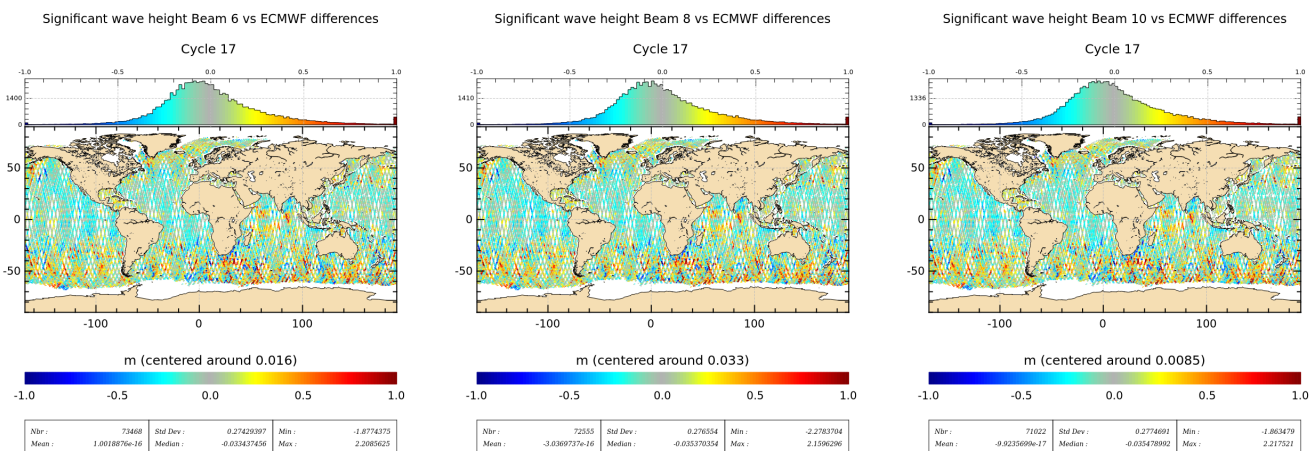 Significant wave height Beam 6 vs ECMWF differences
Cycle 17
-1.0 -0.5 0.0 0.5 1.0
1400
0
50
0
-50
-100 0 100
m (centered around 0.016)
-1.0 -0.5 0.0 0.5 1.0
Nbr : 73468 Std Dev : 0.27429397 Min : -1.8774375
Mean : 1.0018876e-16 Median : -0.033437456 Max : 2.2085625
Significant wave height Beam 8 vs ECMWF differences
Cycle 17
-1.0 -0.5 0.0 0.5 1.0
1410
0
50
0
-50
-100 0 100
m (centered around 0.033)
-1.0 -0.5 0.0 0.5 1.0
Nbr : 72555 Std Dev : 0.276554 Min : -2.2783704
Mean : -3.0369737e-16 Median : -0.035370354 Max : 2.1596296
Significant wave height Beam 10 vs ECMWF differences
Cycle 17
-1.0 -0.5 0.0 0.5 1.0
1336
0
50
0
-50
-100 0 100
m (centered around 0.0085)
-1.0 -0.5 0.0 0.5 1.0
Nbr : 71022 Std Dev : 0.2774691 Min : -1.863479
Mean : -9.9235699e-17 Median : -0.035478992 Max : 2.217521